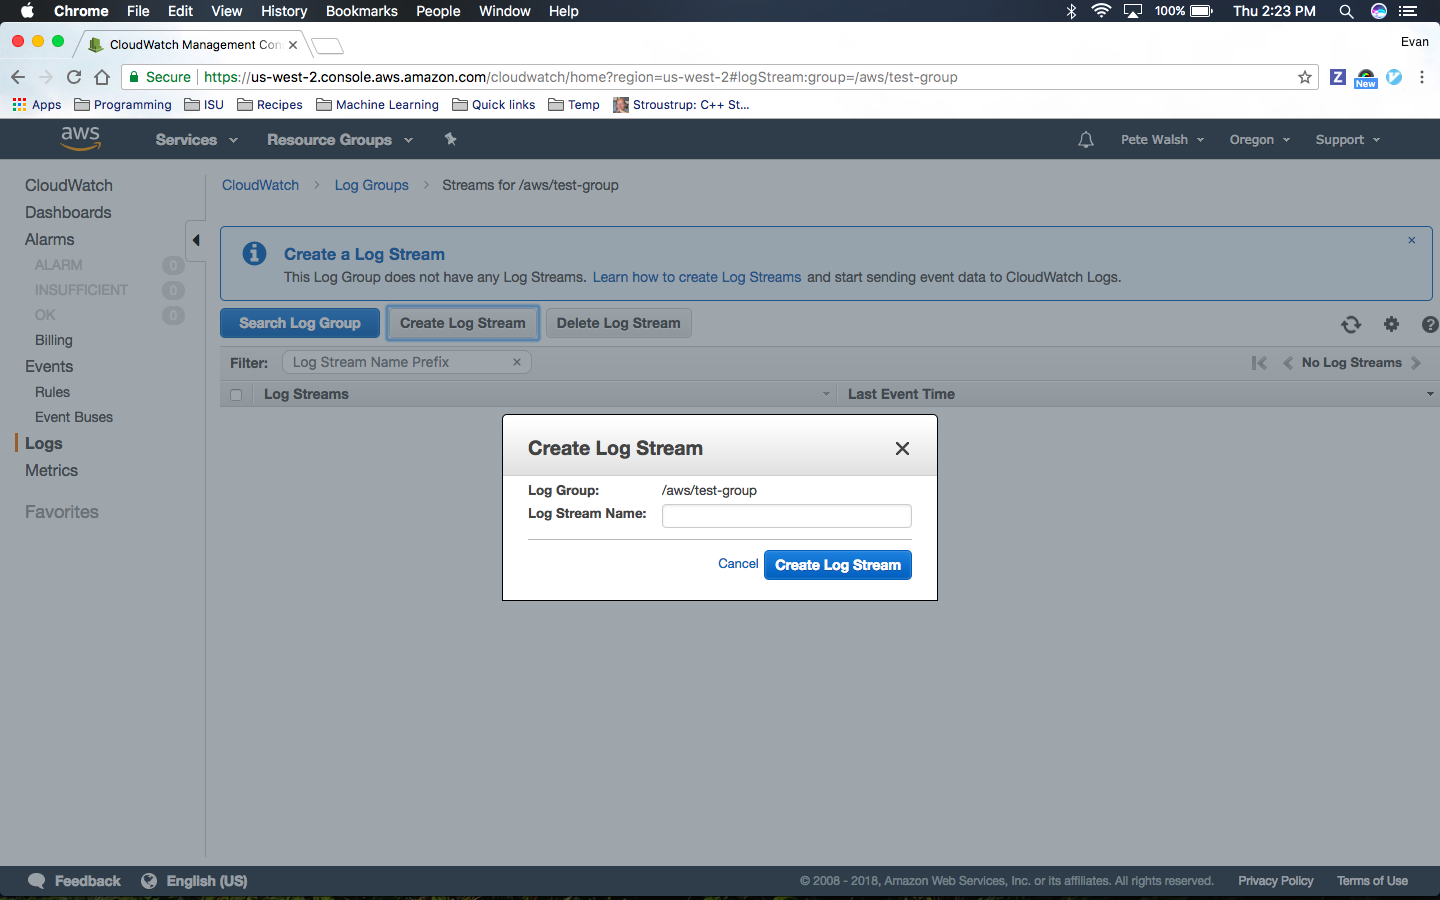 Chrome File Edit View History Bookmarks People Window Help 100% Thu 2:23 PM
CloudWatch Management Con Evan
Secure https://us-west-2.console.aws.amazon.com/cloudwatch/home?region=us-west-2#logStream:group=/aws/test-group Z New
Apps Programming ISU Recipes Machine Learning Quick links Temp Stroustrup: C++ St...
aws Services Resource Groups Pete Walsh Oregon Support
CloudWatch
Dashboards
Alarms
ALARM 0
INSUFFICIENT 0
OK 0
Billing
Events
Rules
Event Buses
Logs
Metrics
Favorites
CloudWatch Log Groups Streams for /aws/test-group
Create a Log Stream
This Log Group does not have any Log Streams. Learn how to create Log Streams and start sending event data to CloudWatch Logs.
Search Log Group Create Log Stream Delete Log Stream
Filter: Log Stream Name Prefix No Log Streams
Log Streams Last Event Time
Create Log Stream
Log Group: /aws/test-group
Log Stream Name:
Cancel Create Log Stream
Feedback English (US) © 2008 - 2018, Amazon Web Services, Inc. or its affiliates. All rights reserved. Privacy Policy Terms of Use